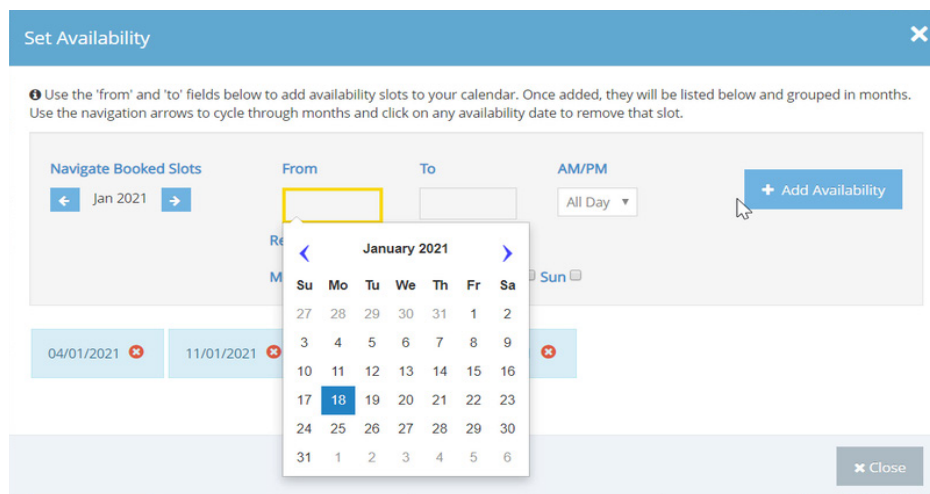 Set Availability
Use the 'from' and 'to' fields below to add availability slots to your calendar. Once added, they will be listed below and grouped in months.
Use the navigation arrows to cycle through months and click on any availability date to remove that slot.
Navigate Booked Slots From To AM/PM
Jan 2021 All Day + Add Availability
January 2021
Sun
Su Mo Tu We Th Fr Sa
27 28 29 30 31 1 2
3 4 5 6 7 8 9
04/01/2021 11/01/2021
10 11 12 13 14 15 16
17 18 19 20 21 22 23
24 25 26 27 28 29 30
31 1 2 3 4 5 6
Close